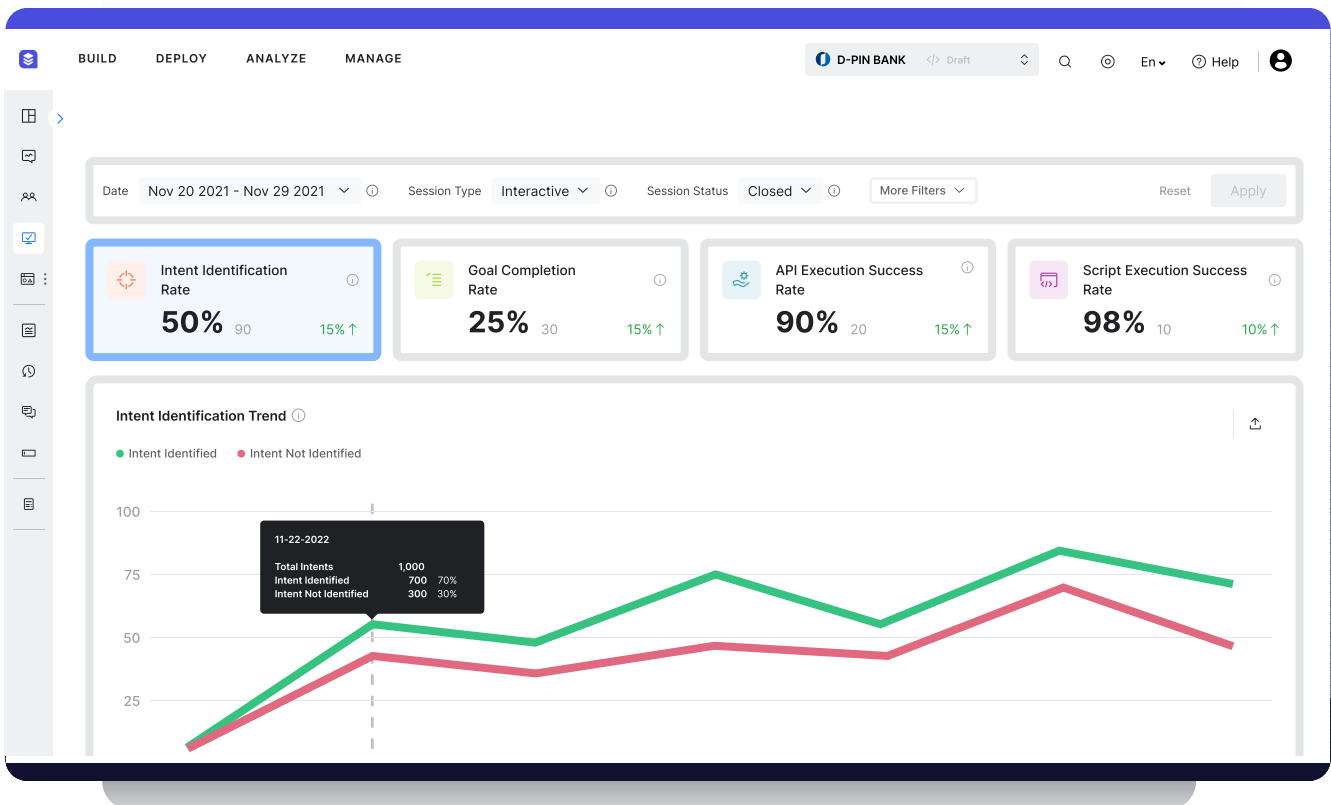 BUILD DEPLOY ANALYZE MANAGE D-PIN BANK </> Draft En Help
Date Nov 20 2021 - Nov 29 2021 Session Type Interactive Session Status Closed More Filters Reset Apply
Intent Identification
Rate
50% 90 15% ↑
Goal Completion
Rate
25% 30 15% ↑
API Execution Success
Rate
90% 20 15% ↑
Script Execution Success
Rate
98% 10 10% ↑
Intent Identification Trend
Intent Identified Intent Not Identified
100
11-22-2022
Total Intents 1,000
Intent Identified 700 70%
Intent Not Identified 300 30%
75
50
25